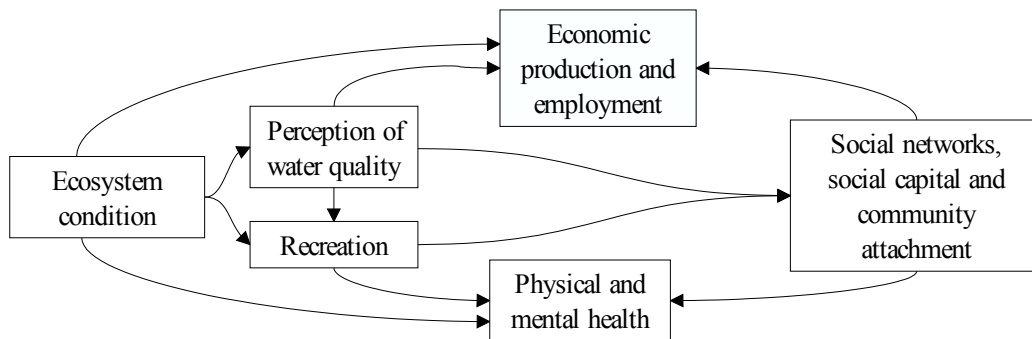 Economic
production and
employment
Perception of
water quality
Ecosystem
condition
Recreation
Social networks,
social capital and
community
attachment
Physical and
mental health